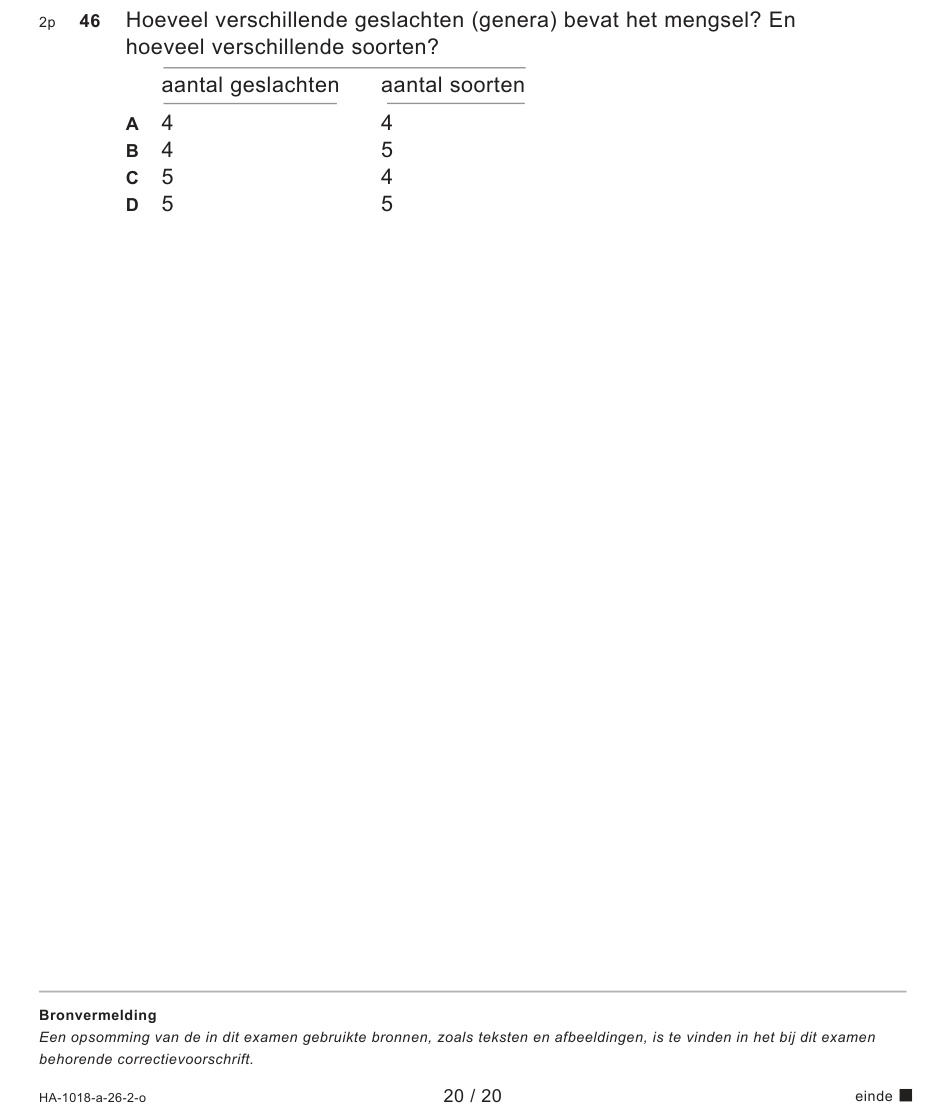 2p 46 Hoeveel verschillende geslachten (genera) bevat het mengsel? En
hoeveel verschillende soorten?
aantal geslachten aantal soorten
A 4 4
B 4 5
C 5 4
D 5 5
Bronvermelding
Een opsomming van de in dit examen gebruikte bronnen, zoals teksten en afbeeldingen, is te vinden in het bij dit examen
behorende correctievoorschrift.
HA-1018-a-26-2-o 20 / 20 einde